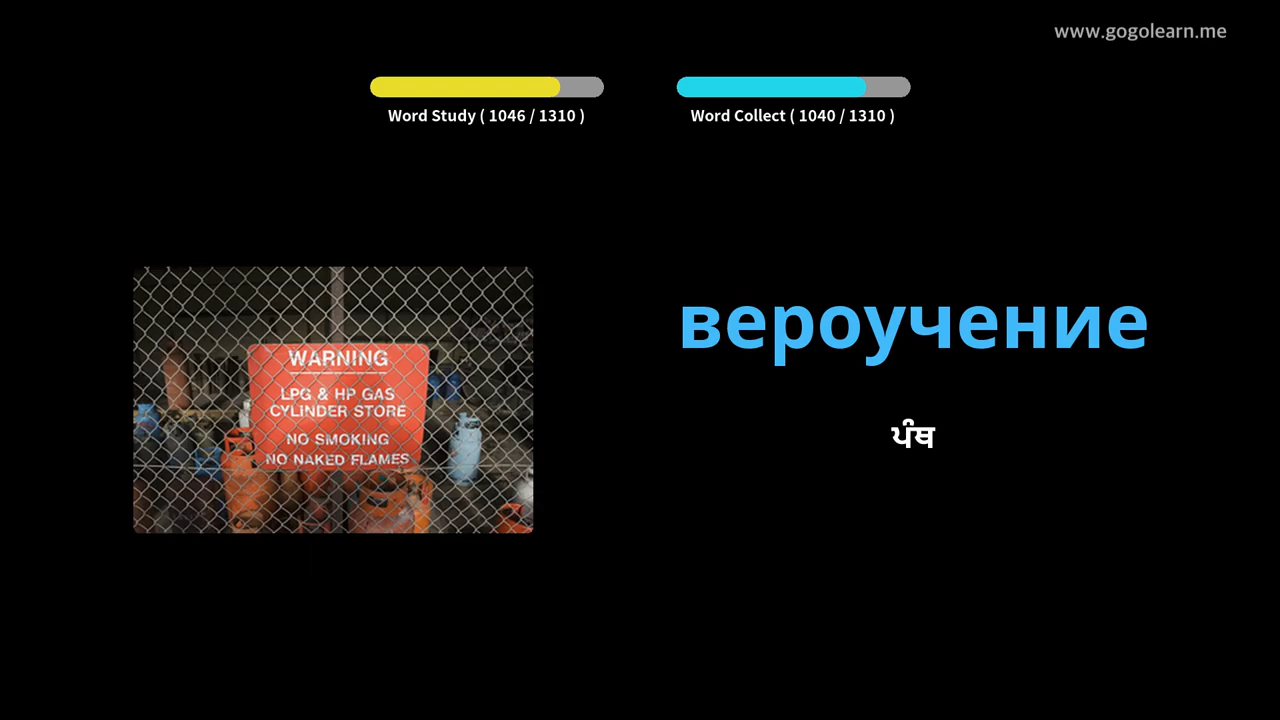 www.gogolearn.me
Word Study ( 1046 / 1310 )
Word Collect ( 1040 / 1310 )
WARNING
LPG & HP GAS
CYLINDER STORE
NO SMOKING
NO NAKED FLAMES
вероучение
ਪੰਥ